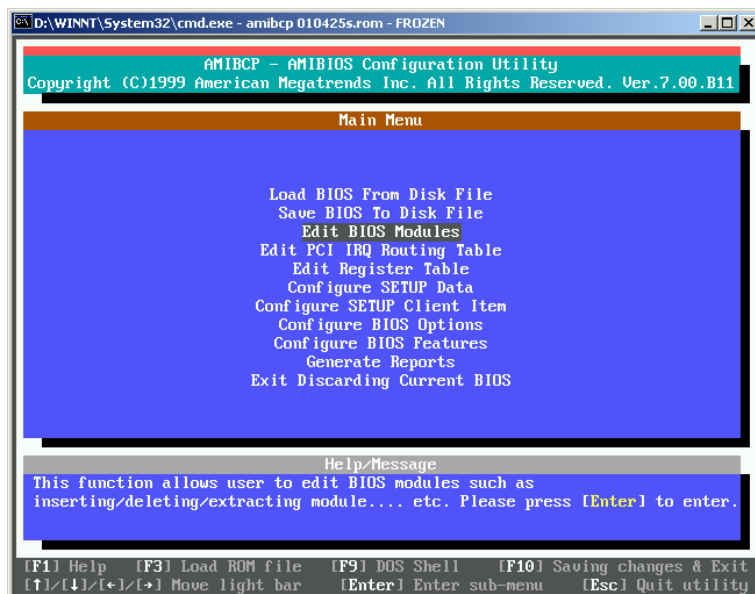 D:\WINNT\System32\cmd.exe - amibcp 010425s.rom - FROZEN
AMIBCP - AMIBIOS Configuration Utility
Copyright (C)1999 American Megatrends Inc. All Rights Reserved. Ver.7.00.B11
Main Menu
Load BIOS From Disk File
Save BIOS To Disk File
Edit BIOS Modules
Edit PCI IRQ Routing Table
Edit Register Table
Configure SETUP Data
Configure SETUP Client Item
Configure BIOS Options
Configure BIOS Features
Generate Reports
Exit Discarding Current BIOS
Help/Message
This function allows user to edit BIOS modules such as
inserting/deleting/extracting module.... etc. Please press [Enter] to enter.
[F1] Help [F3] Load ROM file [F9] DOS Shell [F10] Saving changes & Exit
[↑]/[↓]/[←]/[→] Move light bar [Enter] Enter sub-menu [Esc] Quit utility